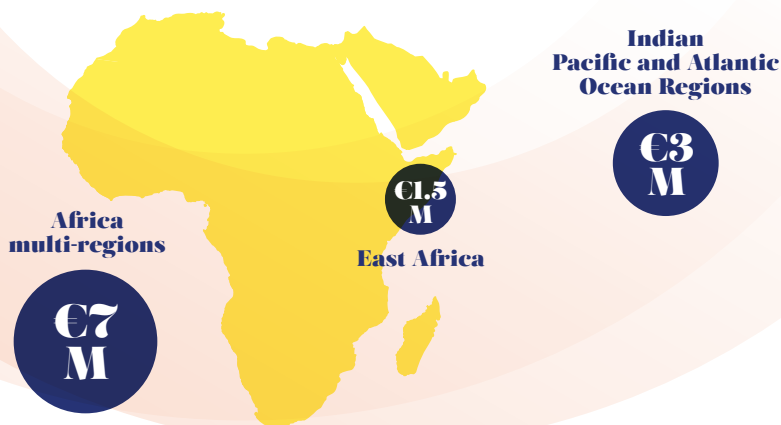 Indian
Pacific and Atlantic
Ocean Regions
€3
M
€1.5
M
Africa
multi-regions
East Africa
€7
M